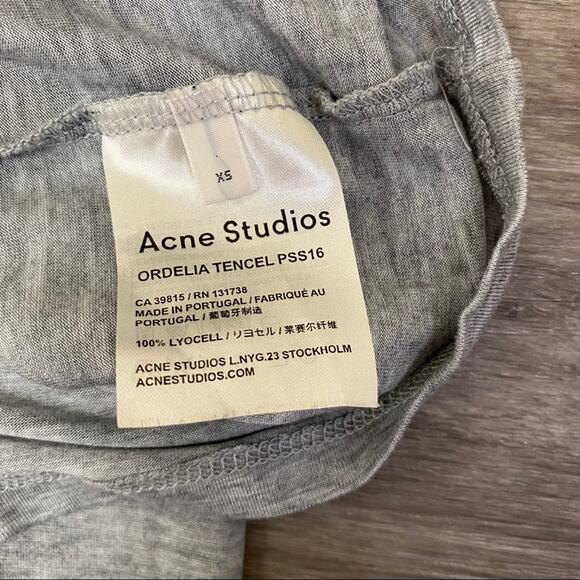 XS
Acne Studios
ORDELIA TENCEL PSS16
CA 39815 / RN 131738
MADE IN PORTUGAL / FABRIQUÉ AU
PORTUGAL / 葡萄牙制造
100% LYOCELL / リヨセル / 莱赛尔纤维
ACNE STUDIOS L.NYG.23 STOCKHOLM
ACNESTUDIOS.COM